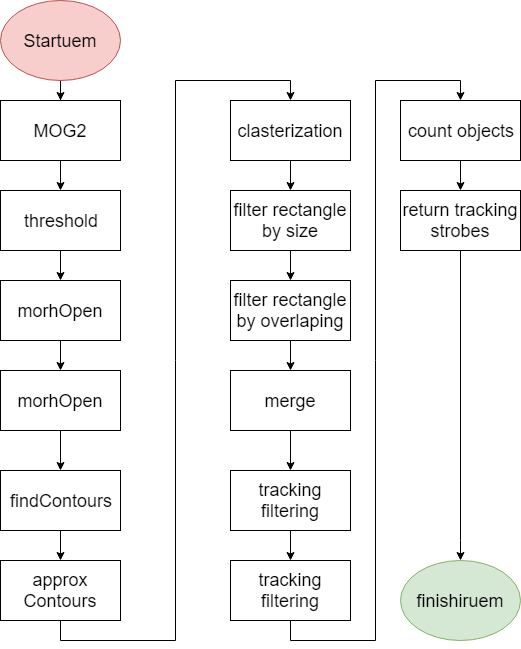 Startuem
MOG2
threshold
morhOpen
morhOpen
findContours
approx
Contours
clasterization
filter rectangle
by size
filter rectangle
by overlaping
merge
tracking
filtering
tracking
filtering
count objects
return tracking
strobes
finishiruem